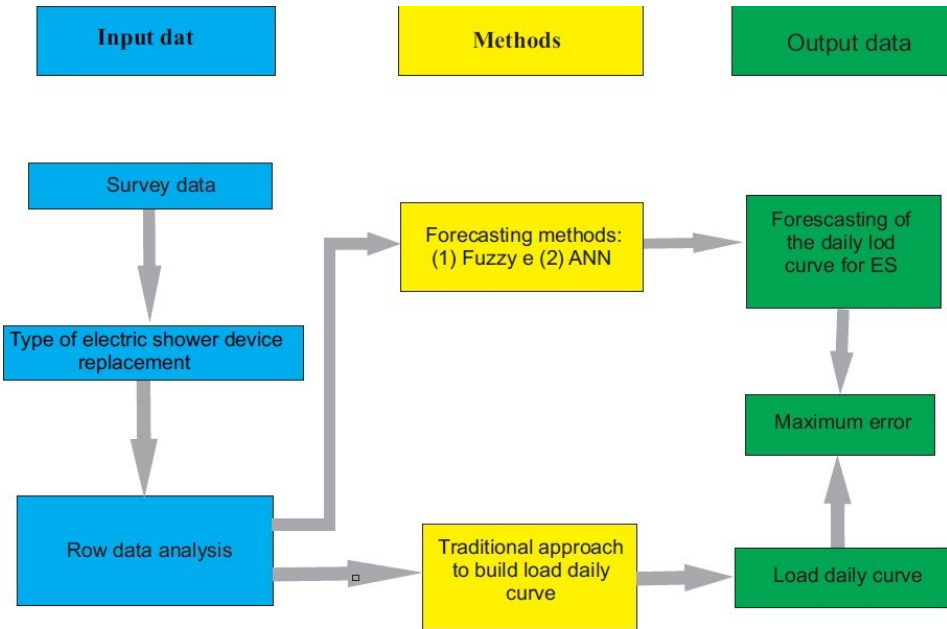 Input dat
Methods
Output data
Survey data
Type of electric shower device
replacement
Row data analysis
Forecasting methods:
(1) Fuzzy e (2) ANN
Traditional approach
to build load daily
curve
Forescasting of
the daily lod
curve for ES
Maximum error
Load daily curve